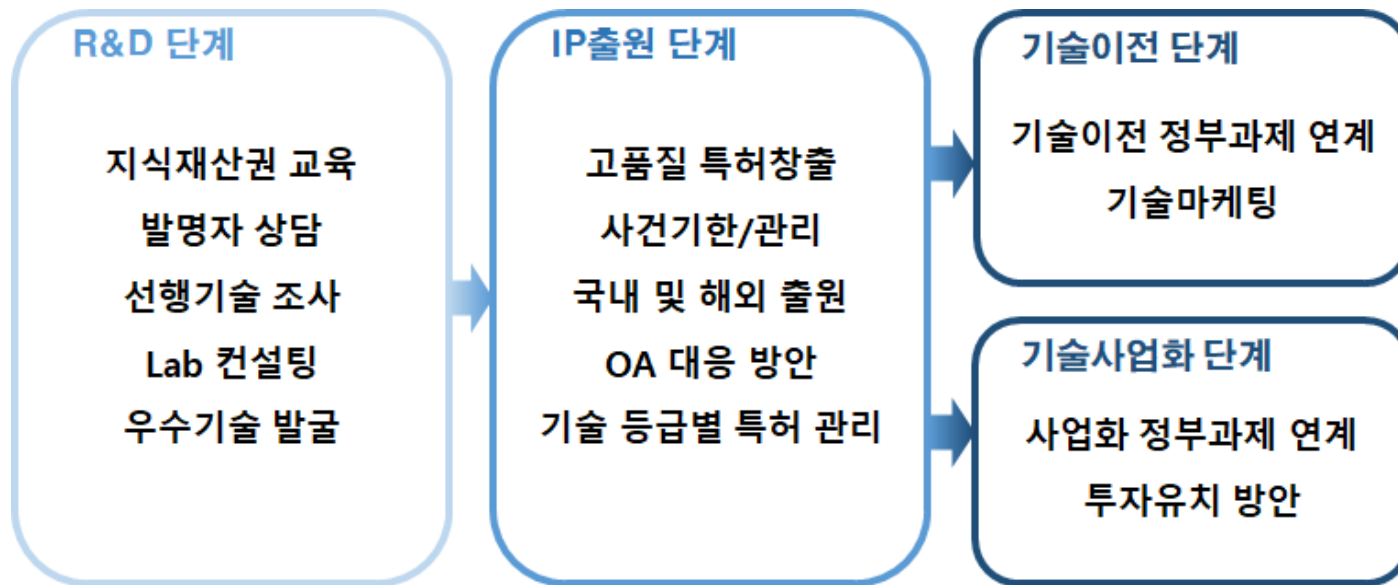 R&D 단계
지식재산권 교육
발명자 상담
선행기술 조사
Lab 컨설팅
우수기술 발굴
IP출원 단계
고품질 특허창출
사건기한/관리
국내 및 해외 출원
OA 대응 방안
기술 등급별 특허 관리
기술이전 단계
기술이전 정부과제 연계
기술마케팅
기술사업화 단계
사업화 정부과제 연계
투자유치 방안